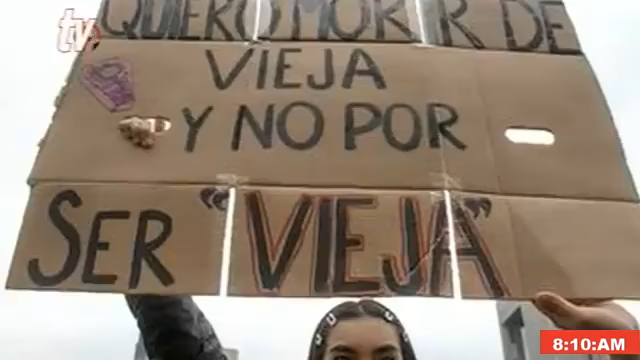 tv
QUIERO MORIR DE
VIEJA
Y NO POR
SER "VIEJA"
8:10:AM